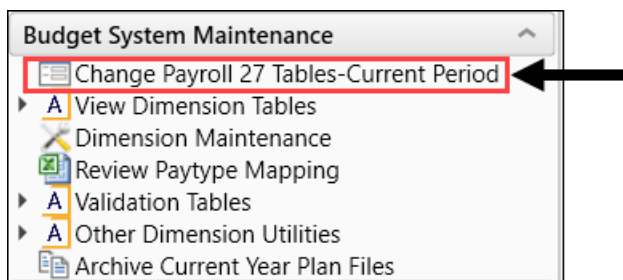 Budget System Maintenance
Change Payroll 27 Tables-Current Period
A View Dimension Tables
Dimension Maintenance
Review Paytype Mapping
A Validation Tables
A Other Dimension Utilities
Archive Current Year Plan Files